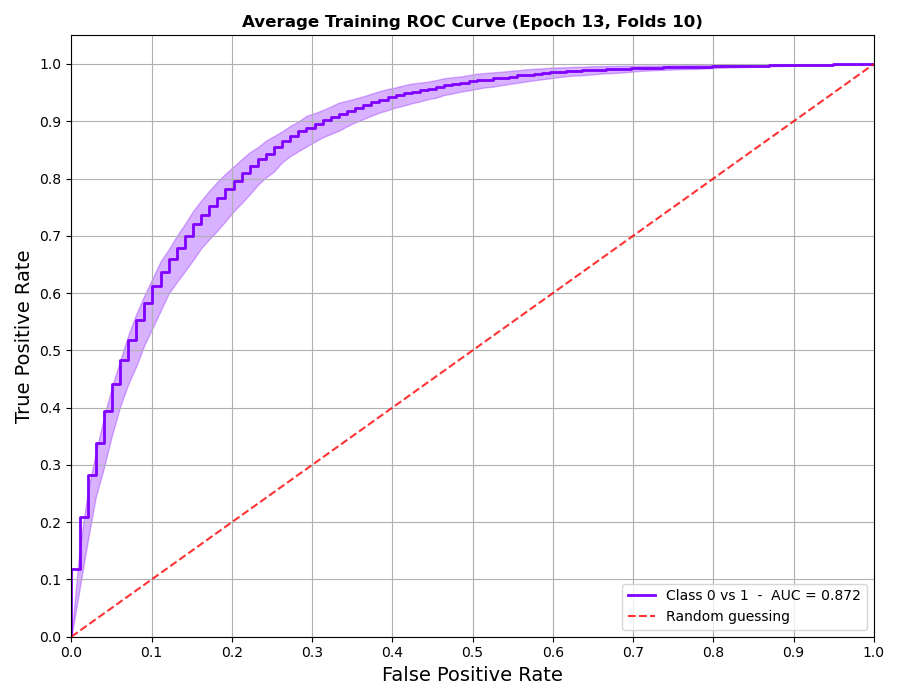 Average Training ROC Curve (Epoch 13, Folds 10)
True Positive Rate
1.0
0.9
0.8
0.7
0.6
0.5
0.4
0.3
0.2
0.1
0.0
Class 0 vs 1 - AUC = 0.872
Random guessing
0.0 0.1 0.2 0.3 0.4 0.5 0.6 0.7 0.8 0.9 1.0
False Positive Rate